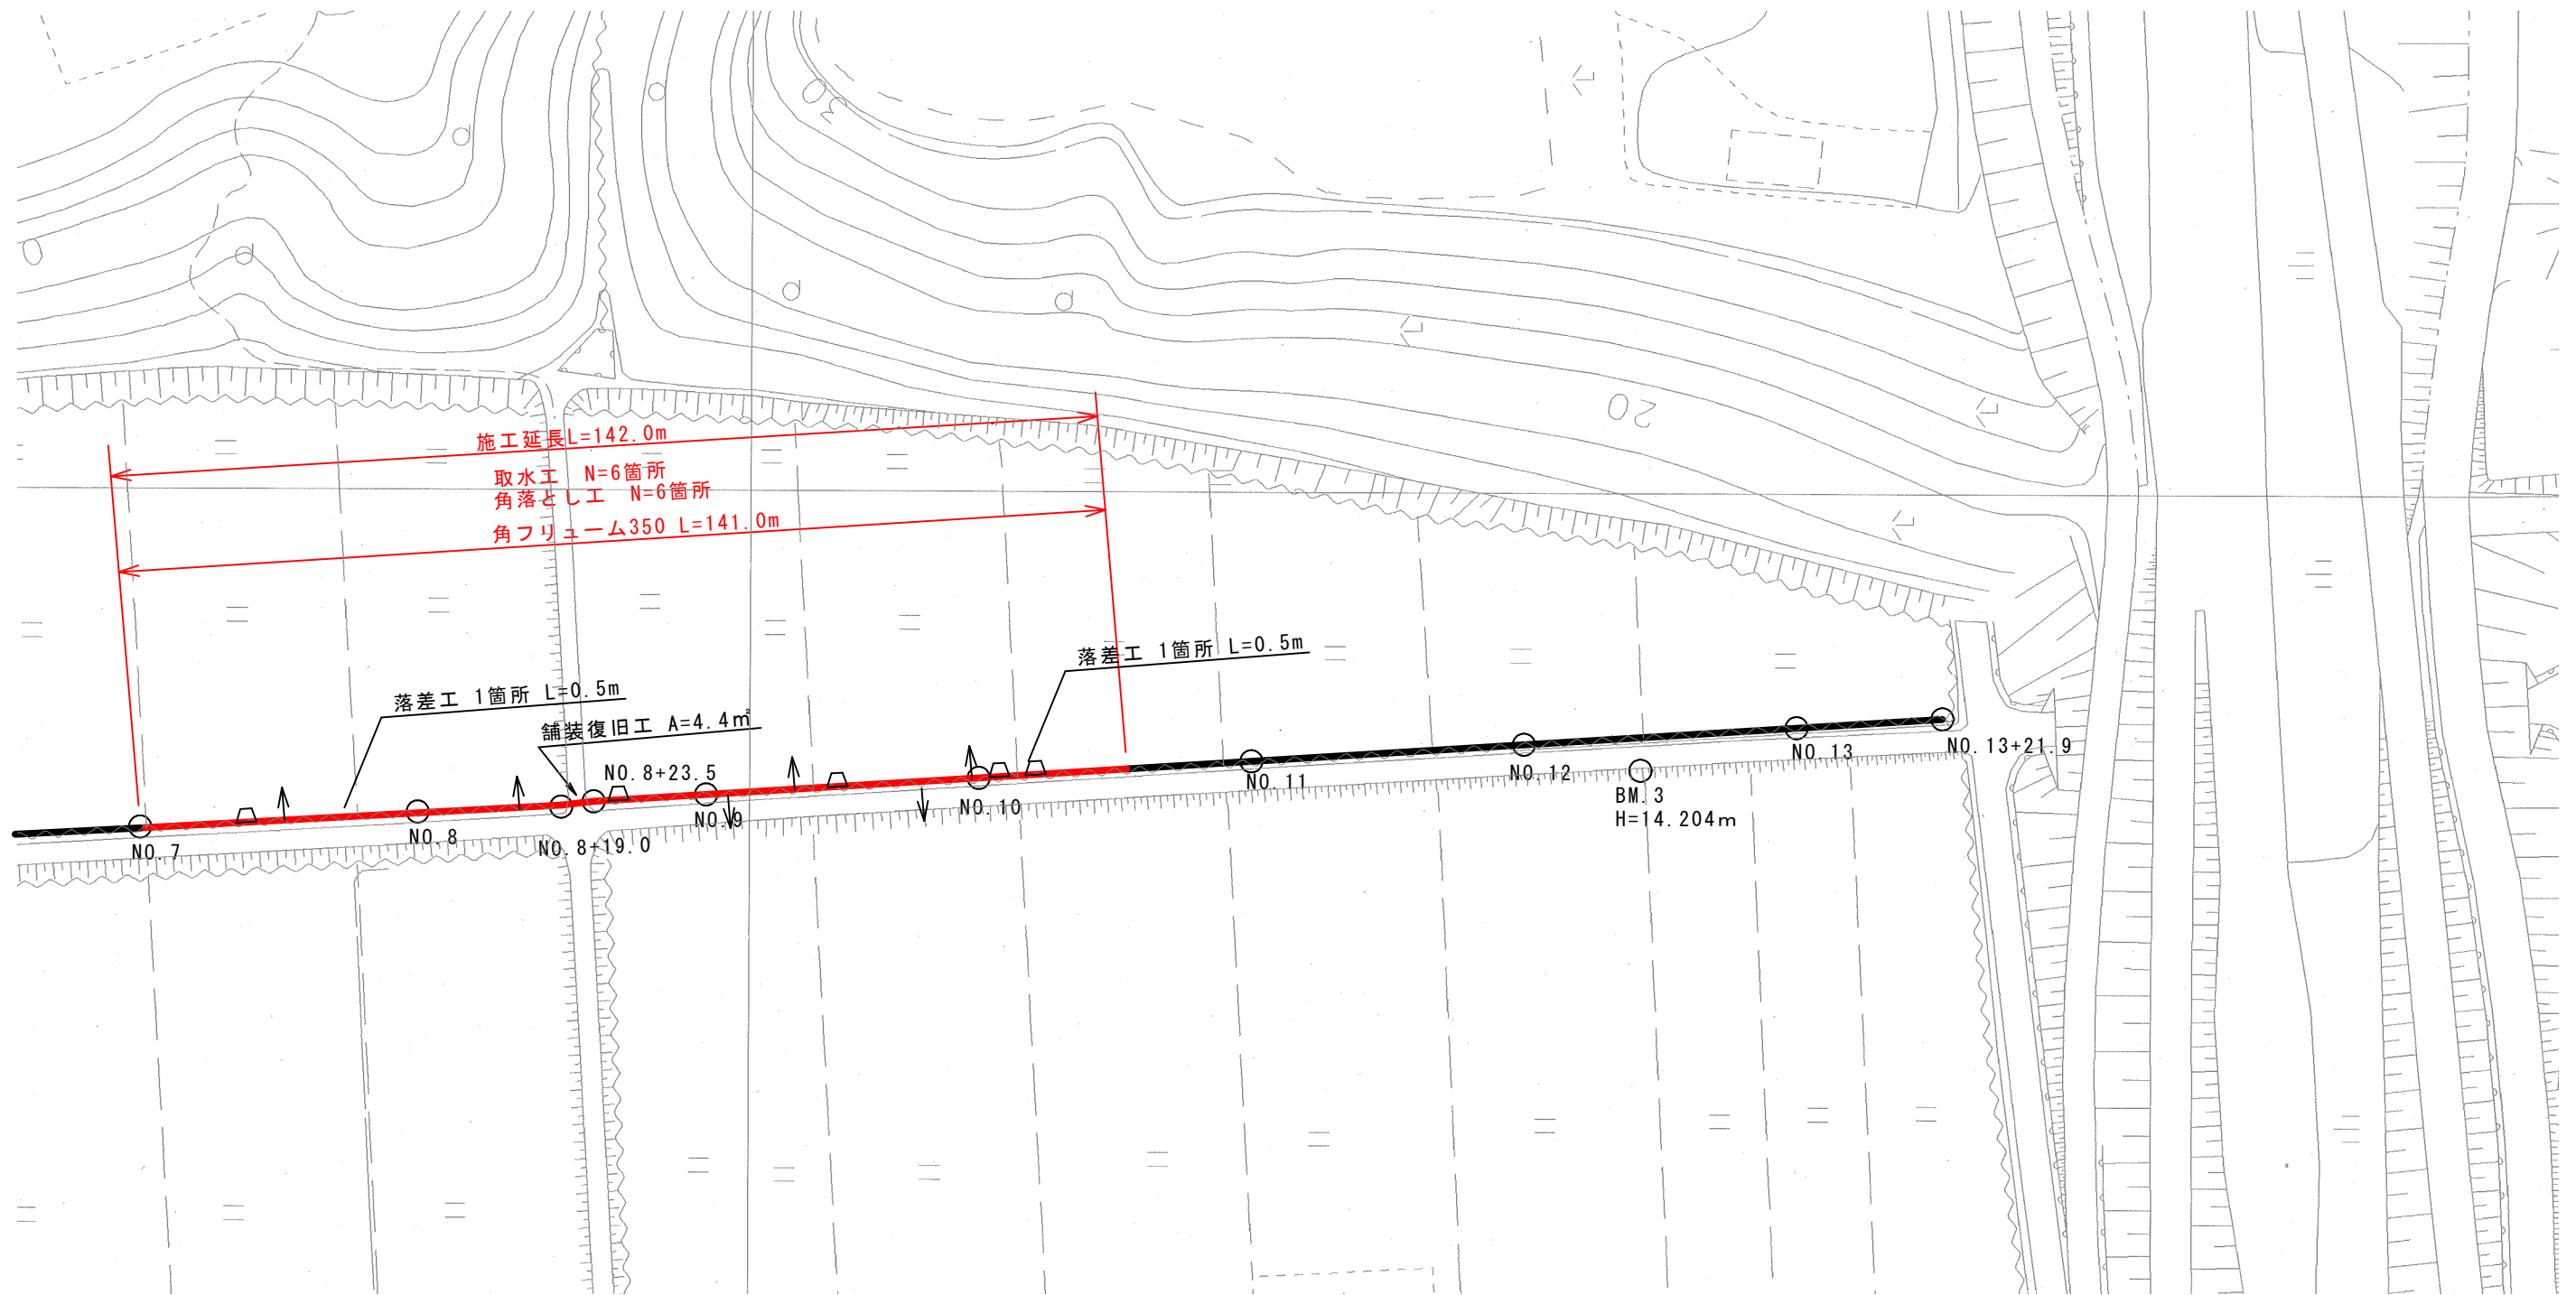 30
20
施工延長L=142.0m
取水工 N=6箇所
角落とし工 N=6箇所
角フリューム350 L=141.0m
落差工 1箇所 L=0.5m
落差工 1箇所 L=0.5m
舗装復旧工 A=4.4㎡
NO.7
NO.8
NO.8+19.0
NO.8+23.5
NO.9
NO.10
NO.11
NO.12
NO.13
NO.13+21.9
BM.3
H=14.204m